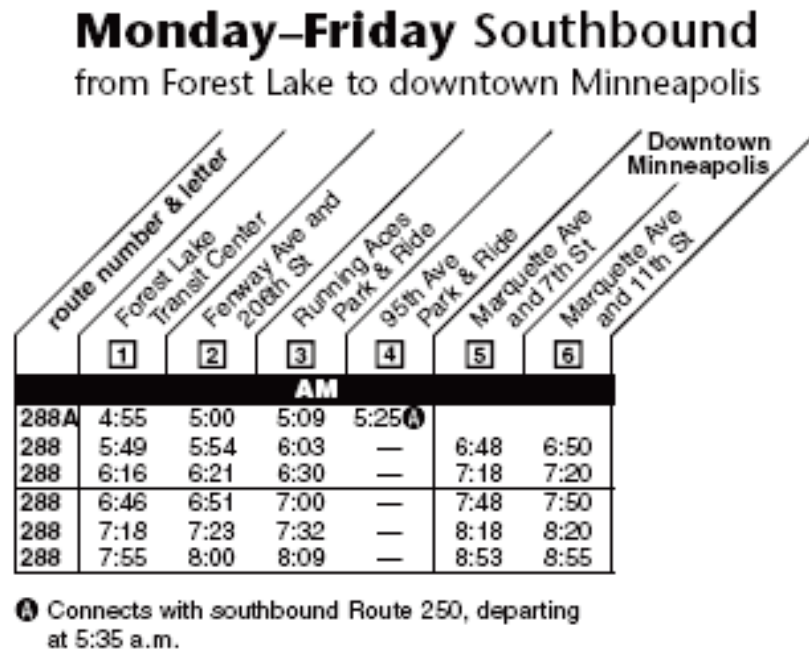 Monday–Friday Southbound
from Forest Lake to downtown Minneapolis
route number & letter
Forest Lake
Transit Center
Fenway Ave and
206th St
Running Aces
Park & Ride
95th Ave
Park & Ride
Downtown
Minneapolis
Marquette Ave
and 7th St
Marquette Ave
and 11th St
1 2 3 4 5 6
AM
288A 4:55 5:00 5:09 5:25 A
288 5:49 5:54 6:03 — 6:48 6:50
288 6:16 6:21 6:30 — 7:18 7:20
288 6:46 6:51 7:00 — 7:48 7:50
288 7:18 7:23 7:32 — 8:18 8:20
288 7:55 8:00 8:09 — 8:53 8:55
A Connects with southbound Route 250, departing
at 5:35 a.m.